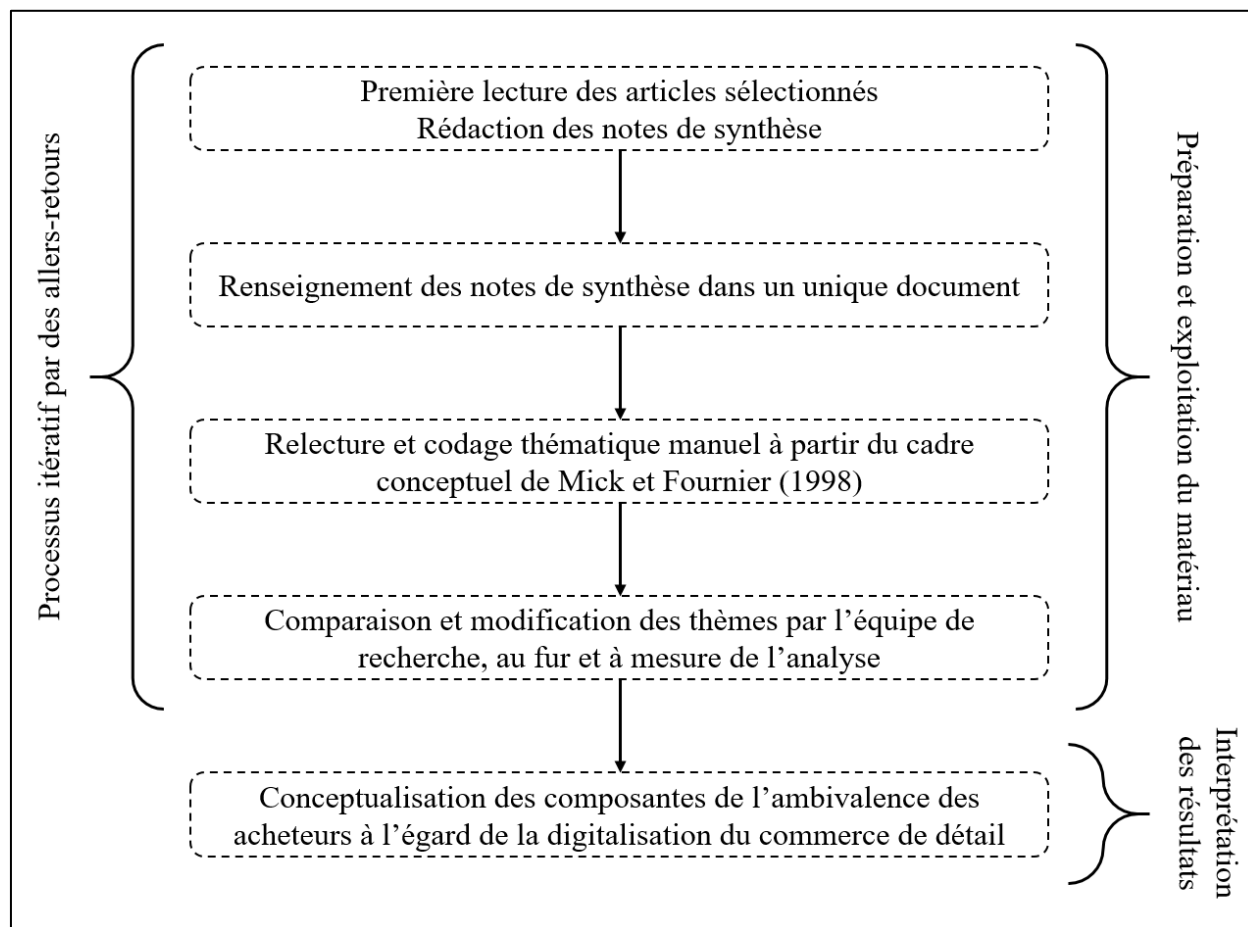 Processus itératif par des allers-retours
Première lecture des articles sélectionnés
Rédaction des notes de synthèse
Renseignement des notes de synthèse dans un unique document
Relecture et codage thématique manuel à partir du cadre
conceptuel de Mick et Fournier (1998)
Comparaison et modification des thèmes par l’équipe de
recherche, au fur et à mesure de l’analyse
Conceptualisation des composantes de l’ambivalence des
acheteurs à l’égard de la digitalisation du commerce de détail
Préparation et exploitation du matériau
Interprétation
des résultats